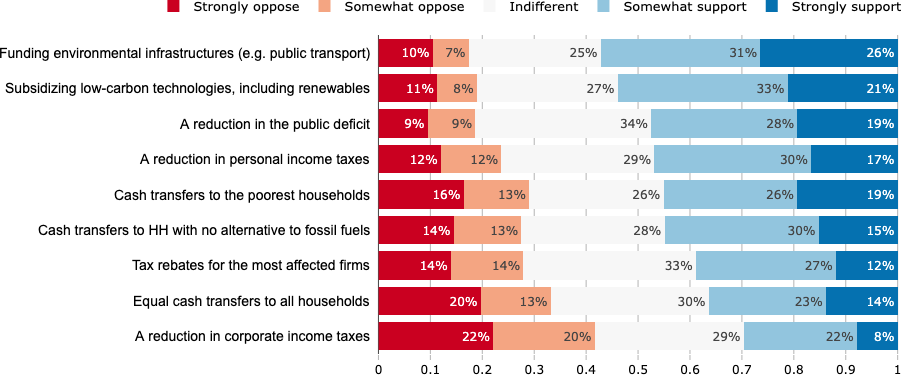 Strongly oppose Somewhat oppose Indifferent Somewhat support Strongly support
Funding environmental infrastructures (e.g. public transport) 10% 7% 25% 31% 26%
Subsidizing low-carbon technologies, including renewables 11% 8% 27% 33% 21%
A reduction in the public deficit 9% 9% 34% 28% 19%
A reduction in personal income taxes 12% 12% 29% 30% 17%
Cash transfers to the poorest households 16% 13% 26% 26% 19%
Cash transfers to HH with no alternative to fossil fuels 14% 13% 28% 30% 15%
Tax rebates for the most affected firms 14% 14% 33% 27% 12%
Equal cash transfers to all households 20% 13% 30% 23% 14%
A reduction in corporate income taxes 22% 20% 29% 22% 8%
0 0.1 0.2 0.3 0.4 0.5 0.6 0.7 0.8 0.9 1